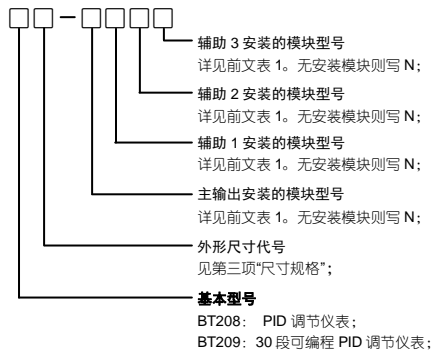 辅助 3 安装的模块型号
详见前文表 1。无安装模块则写 N;
辅助 2 安装的模块型号
详见前文表 1。无安装模块则写 N;
辅助 1 安装的模块型号
详见前文表 1。无安装模块则写 N;
主输出安装的模块型号
详见前文表 1。无安装模块则写 N;
外形尺寸代号
见第三项“尺寸规格”;
基本型号
BT208: PID 调节仪表;
BT209: 30 段可编程 PID 调节仪表;